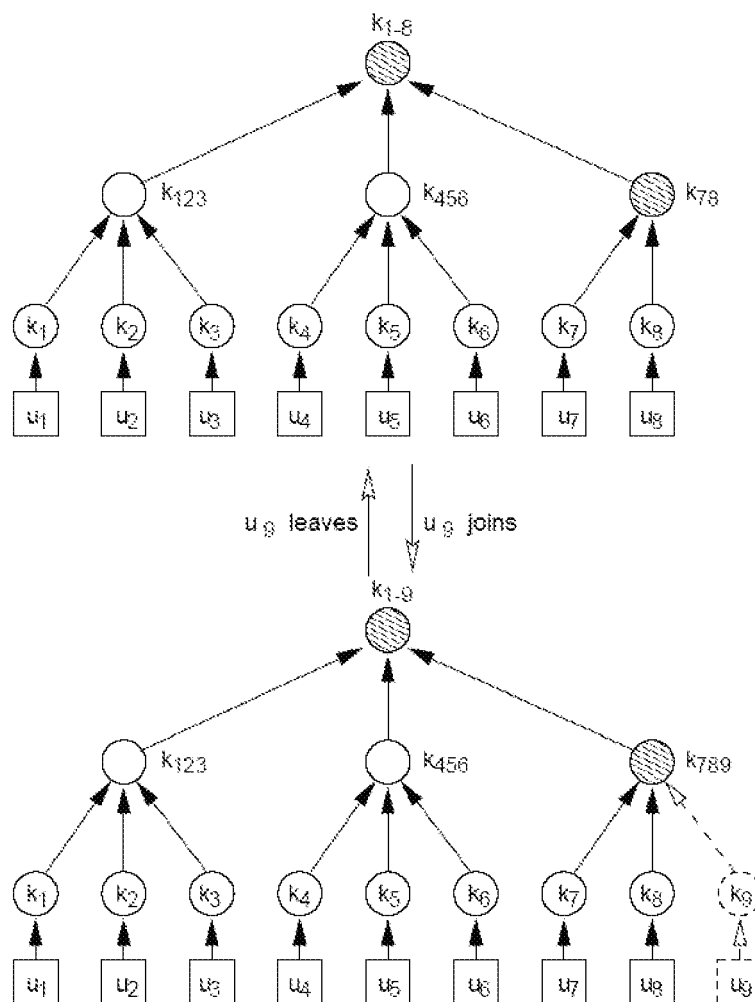 k1-8
k123 k456 k78
k1 k2 k3 k4 k5 k6 k7 k8
u1 u2 u3 u4 u5 u6 u7 u8
u9 leaves u9 joins
k1-9
k123 k456 k789
k1 k2 k3 k4 k5 k6 k7 k8 k9
u1 u2 u3 u4 u5 u6 u7 u8 u9